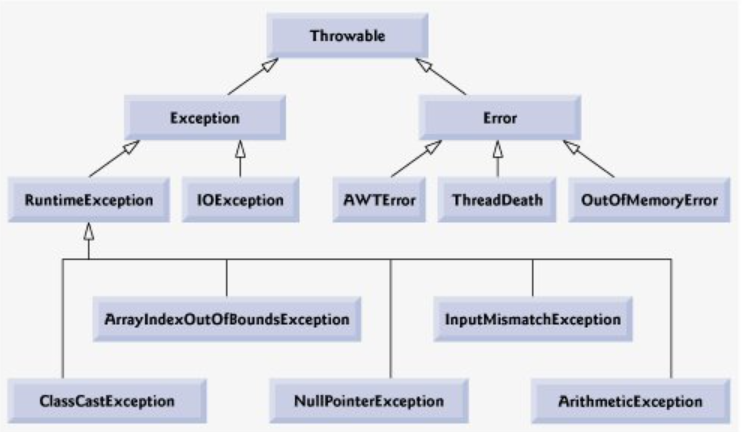 Throwable
Exception
Error
RuntimeException
IOException
AWTError
ThreadDeath
OutOfMemoryError
ArrayIndexOutOfBoundsException
InputMismatchException
ClassCastException
NullPointerException
ArithmeticException